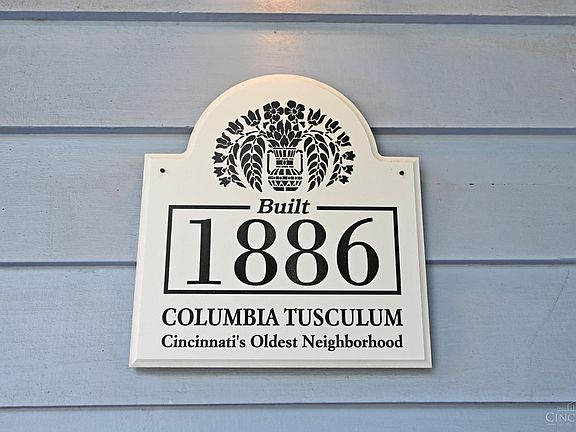 Built
1886
COLUMBIA TUSCULUM
Cincinnati's Oldest Neighborhood